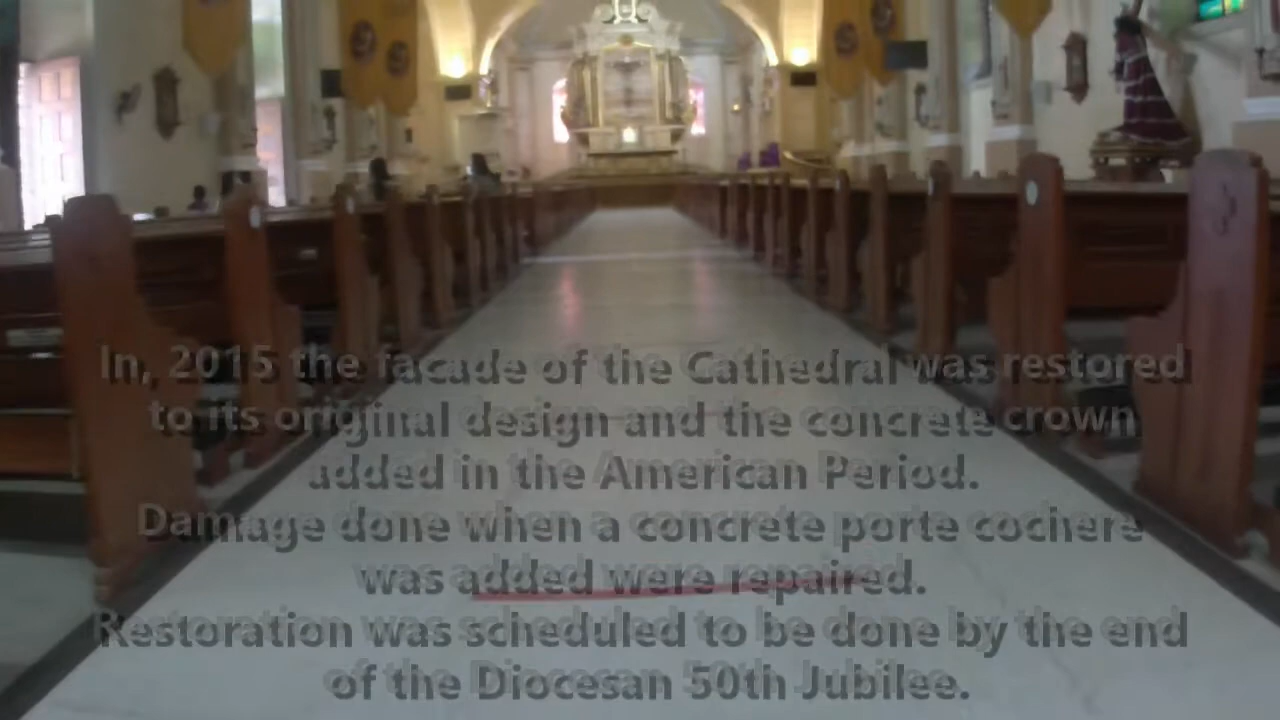 In, 2015 the facade of the Cathedral was restored
to its original design and the concrete crown
added in the American Period.
Damage done when a concrete porte cochere
was added were repaired.
Restoration was scheduled to be done by the end
of the Diocesan 50th Jubilee.